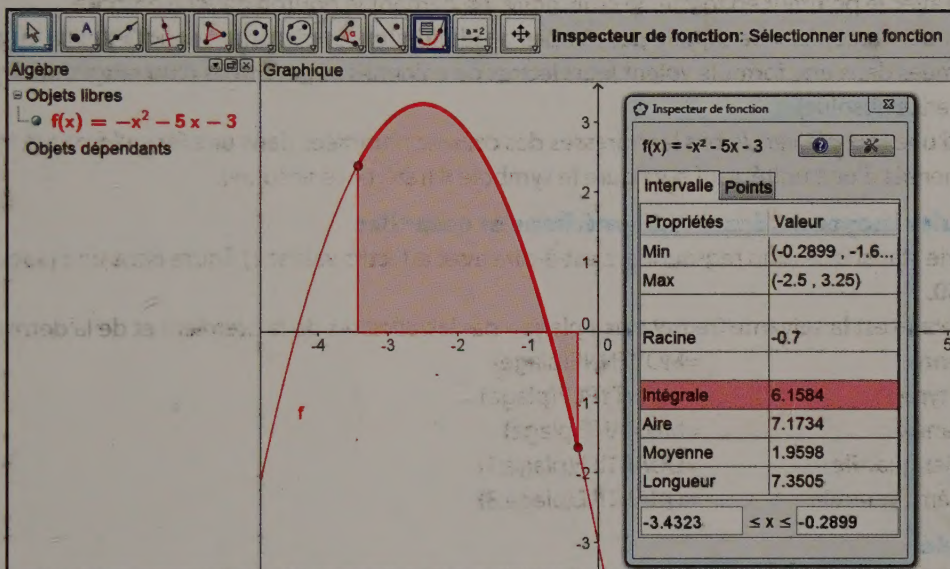 Inspecteur de fonction: Sélectionner une fonction
Algèbre
Graphique
Objets libres
f(x) = -x² - 5 x - 3
Objets dépendants
f
3
2
1
0
-4
-3
-2
-1
0
5
-1
-2
-3
Inspecteur de fonction
f(x) = -x² - 5x - 3
Intervalle
Points
Propriétés Valeur
Min (-0.2899 , -1.6...
Max (-2.5 , 3.25)
Racine -0.7
Intégrale 6.1584
Aire 7.1734
Moyenne 1.9598
Longueur 7.3505
-3.4323 ≤ x ≤ -0.2899